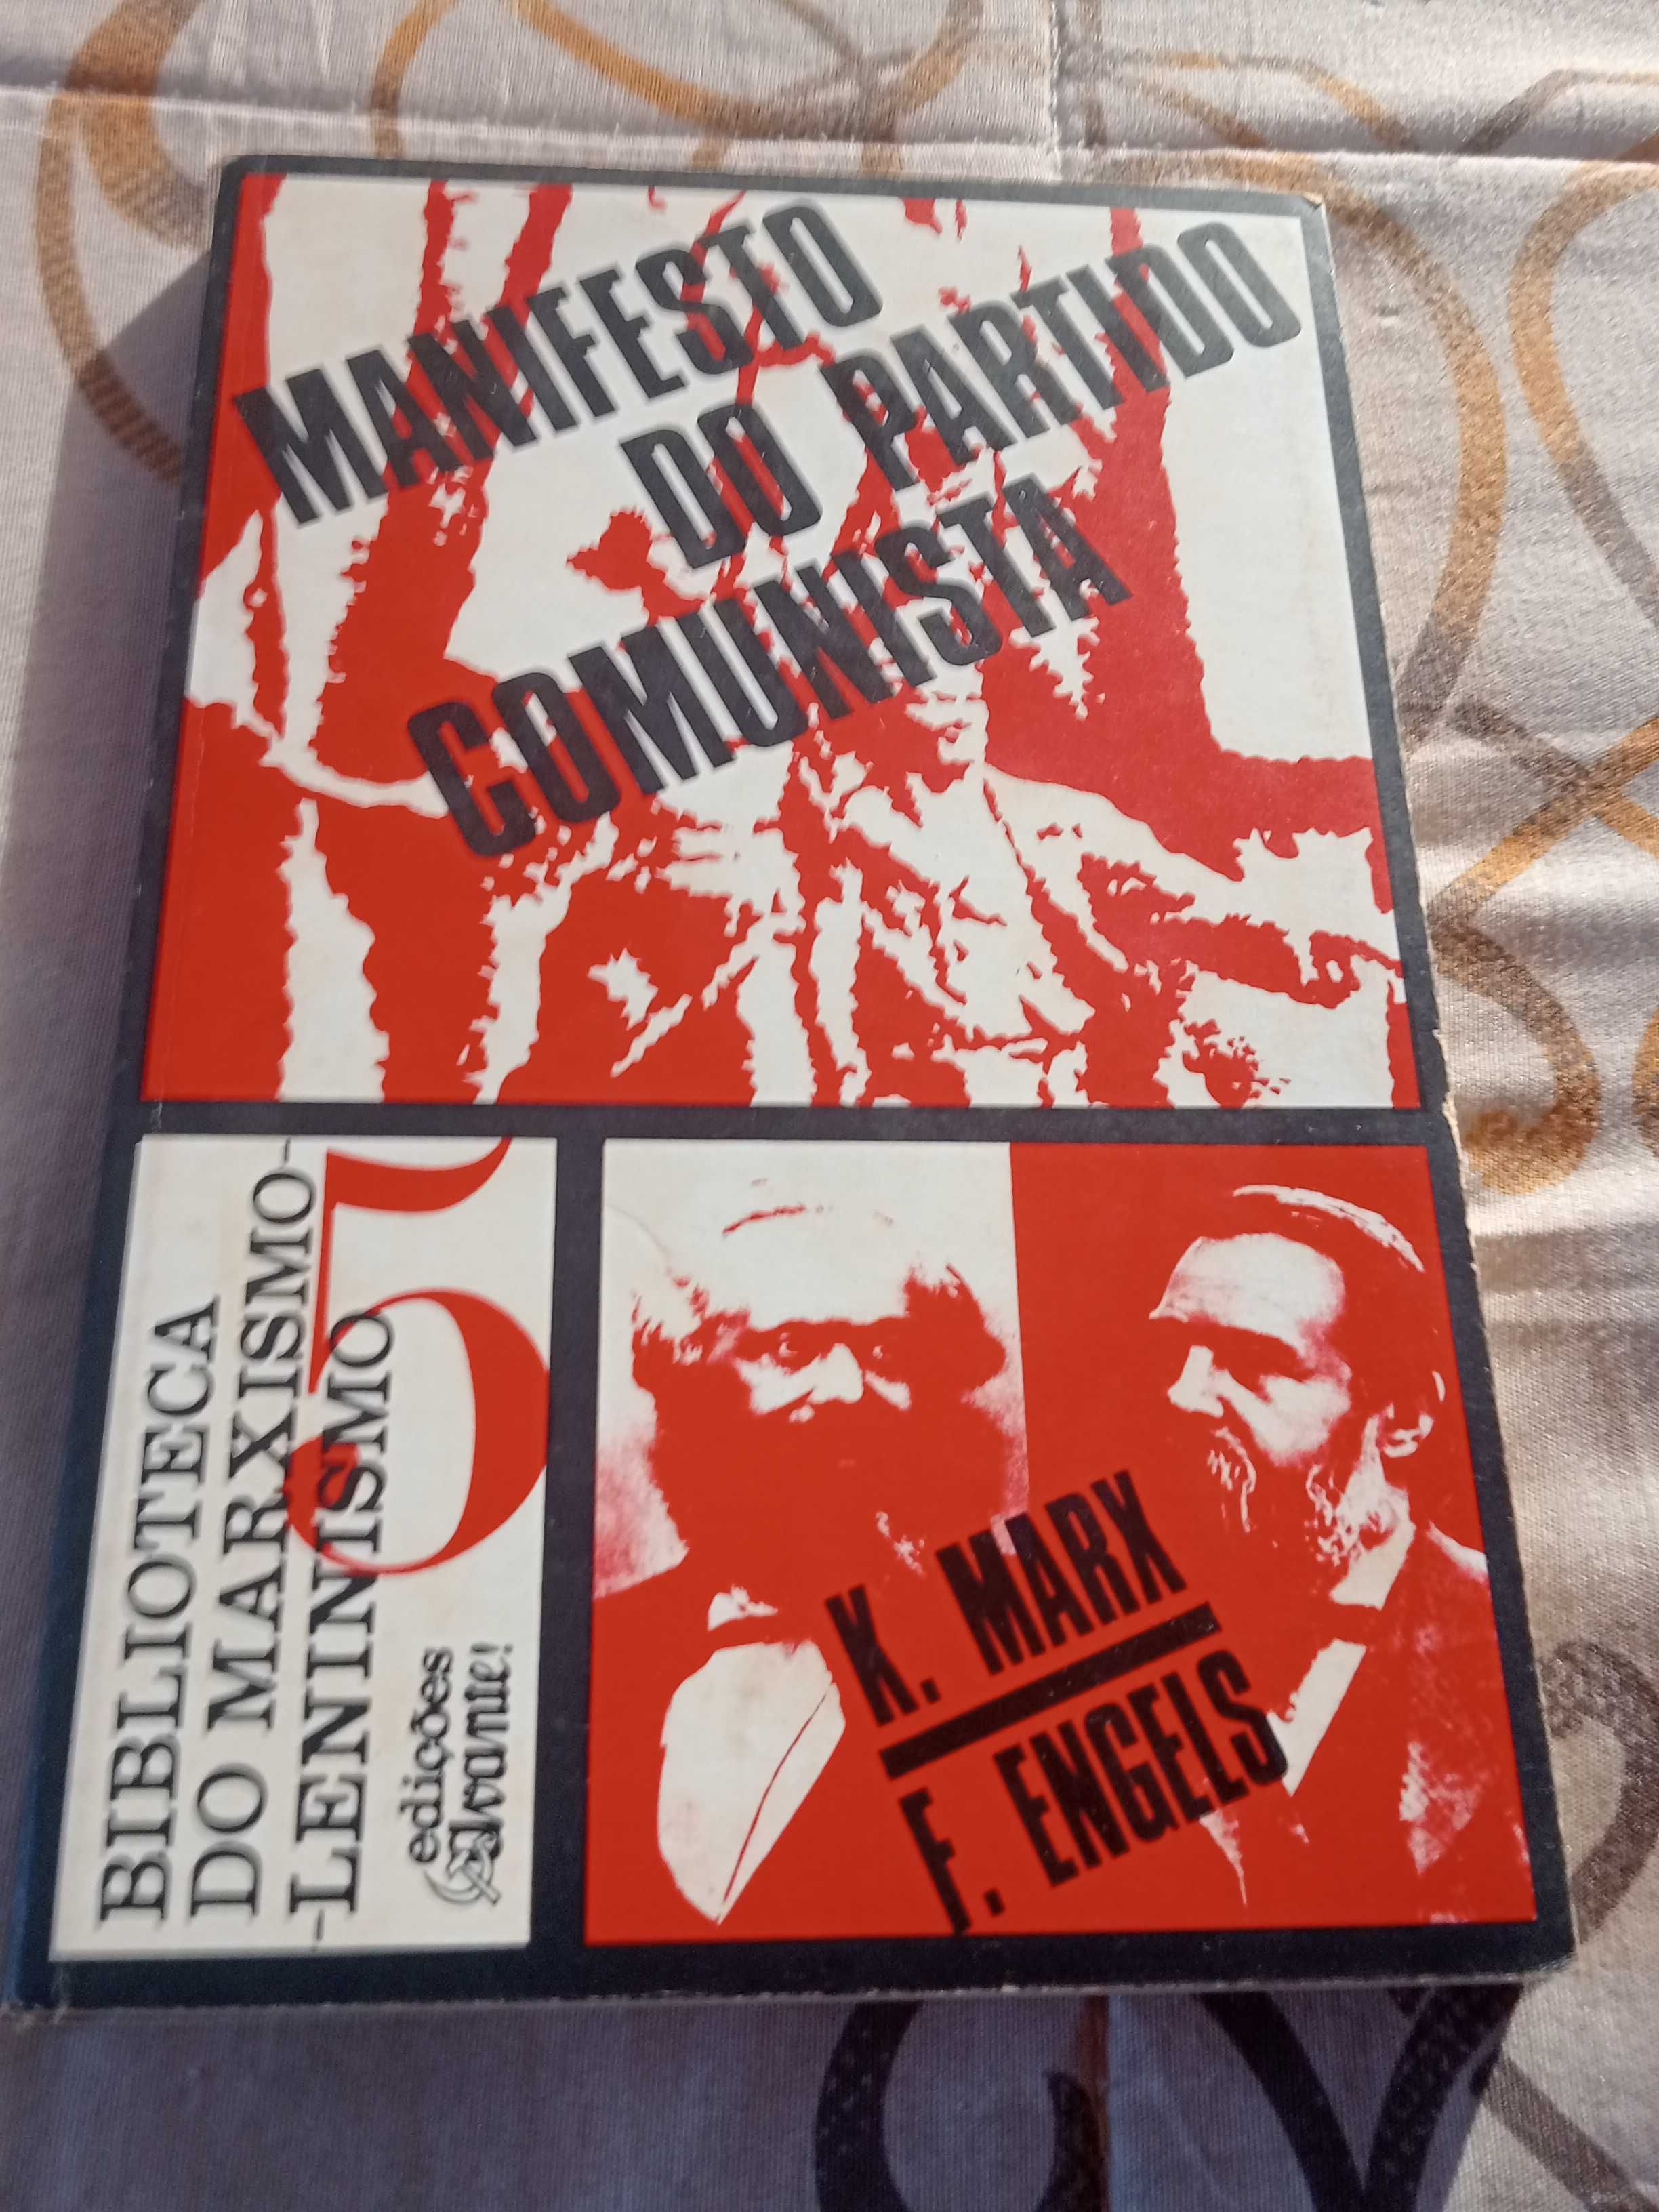 MANIFESTO
DO PARTIDO
COMUNISTA
BIBLIOTECA
DO MARXISMO-
-LENINISMO
5
edições
Avante!
K. MARX
F. ENGELS